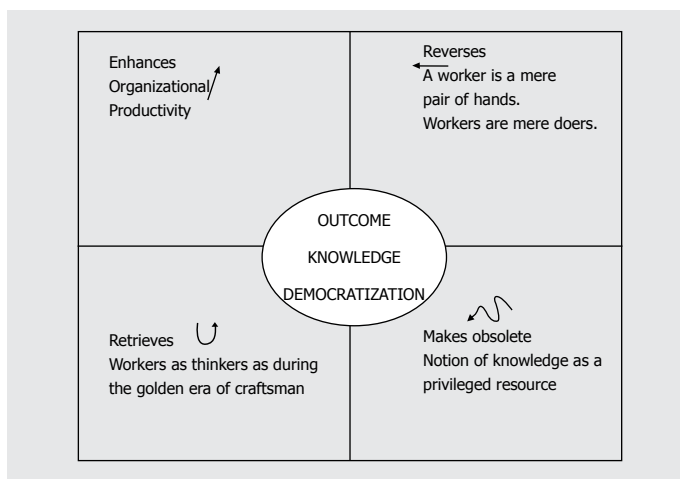 Enhances
Organizational
Productivity
Reverses
A worker is a mere
pair of hands.
Workers are mere doers.
OUTCOME
KNOWLEDGE
DEMOCRATIZATION
Retrieves
Workers as thinkers as during
the golden era of craftsman
Makes obsolete
Notion of knowledge as a
privileged resource